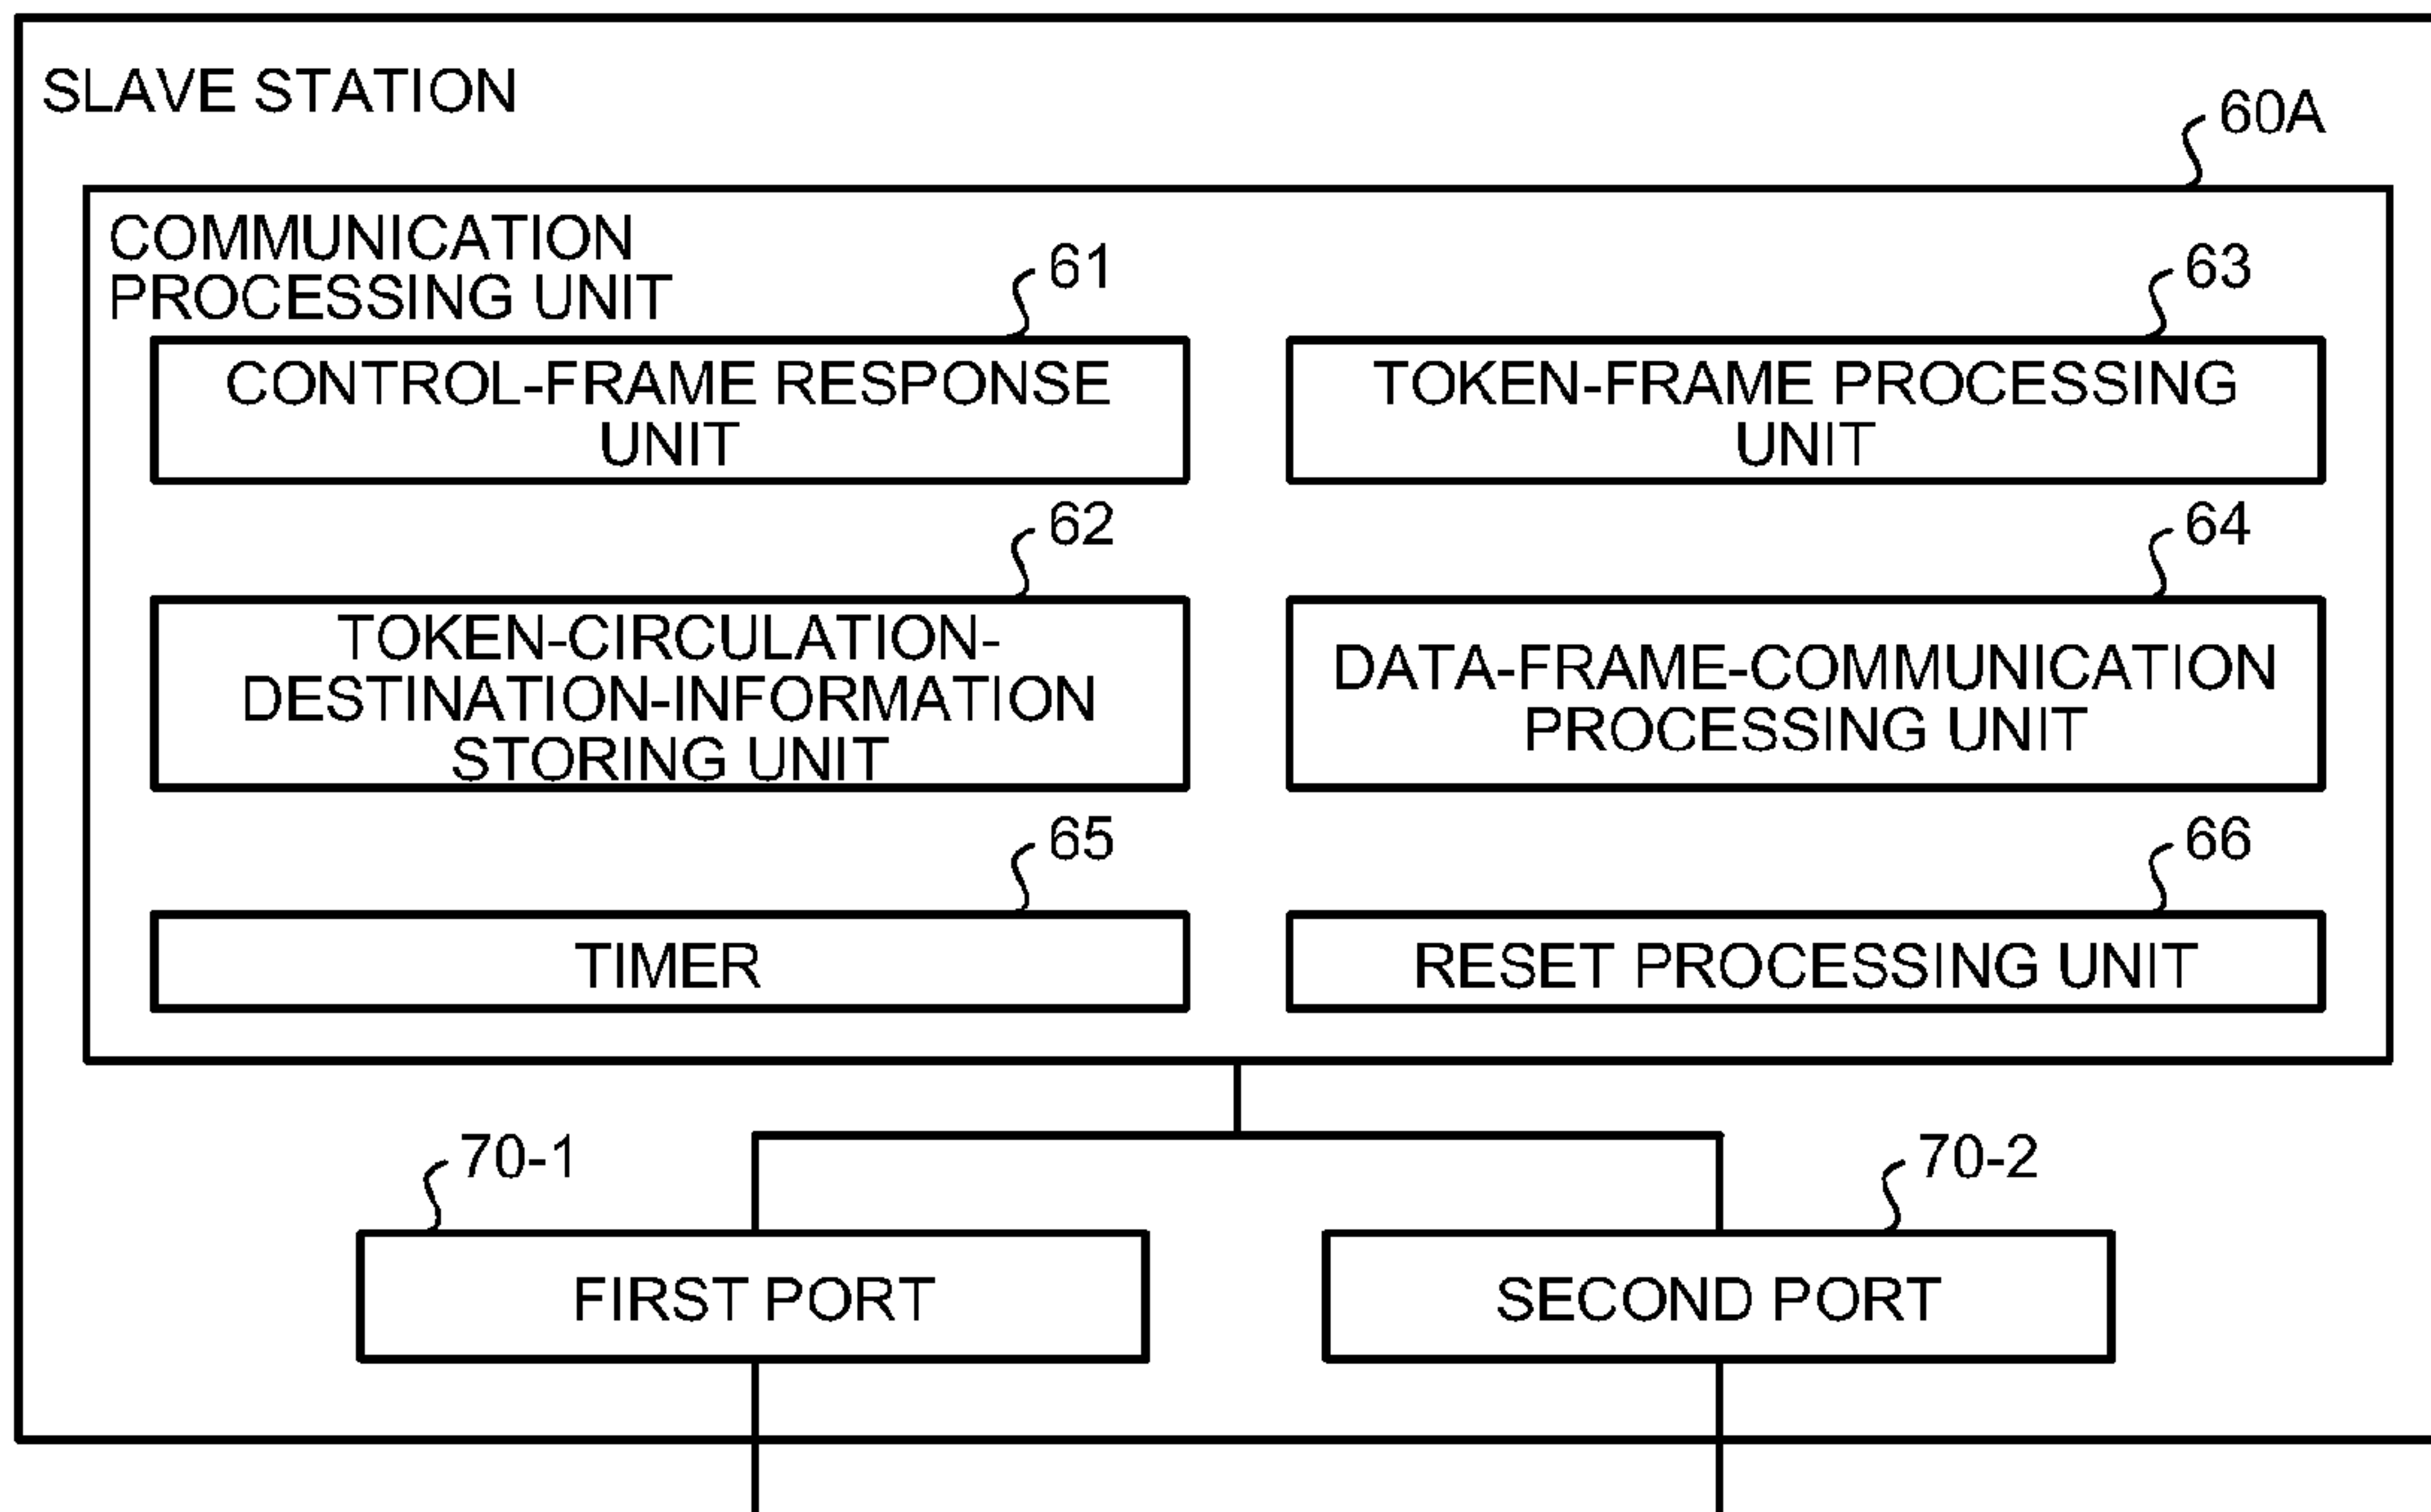 SLAVE STATION
60A
COMMUNICATION
PROCESSING UNIT
61
63
CONTROL-FRAME RESPONSE
UNIT
TOKEN-FRAME PROCESSING
UNIT
62
64
TOKEN-CIRCULATION-
DESTINATION-INFORMATION
STORING UNIT
DATA-FRAME-COMMUNICATION
PROCESSING UNIT
65
66
TIMER
RESET PROCESSING UNIT
70-1
70-2
FIRST PORT
SECOND PORT